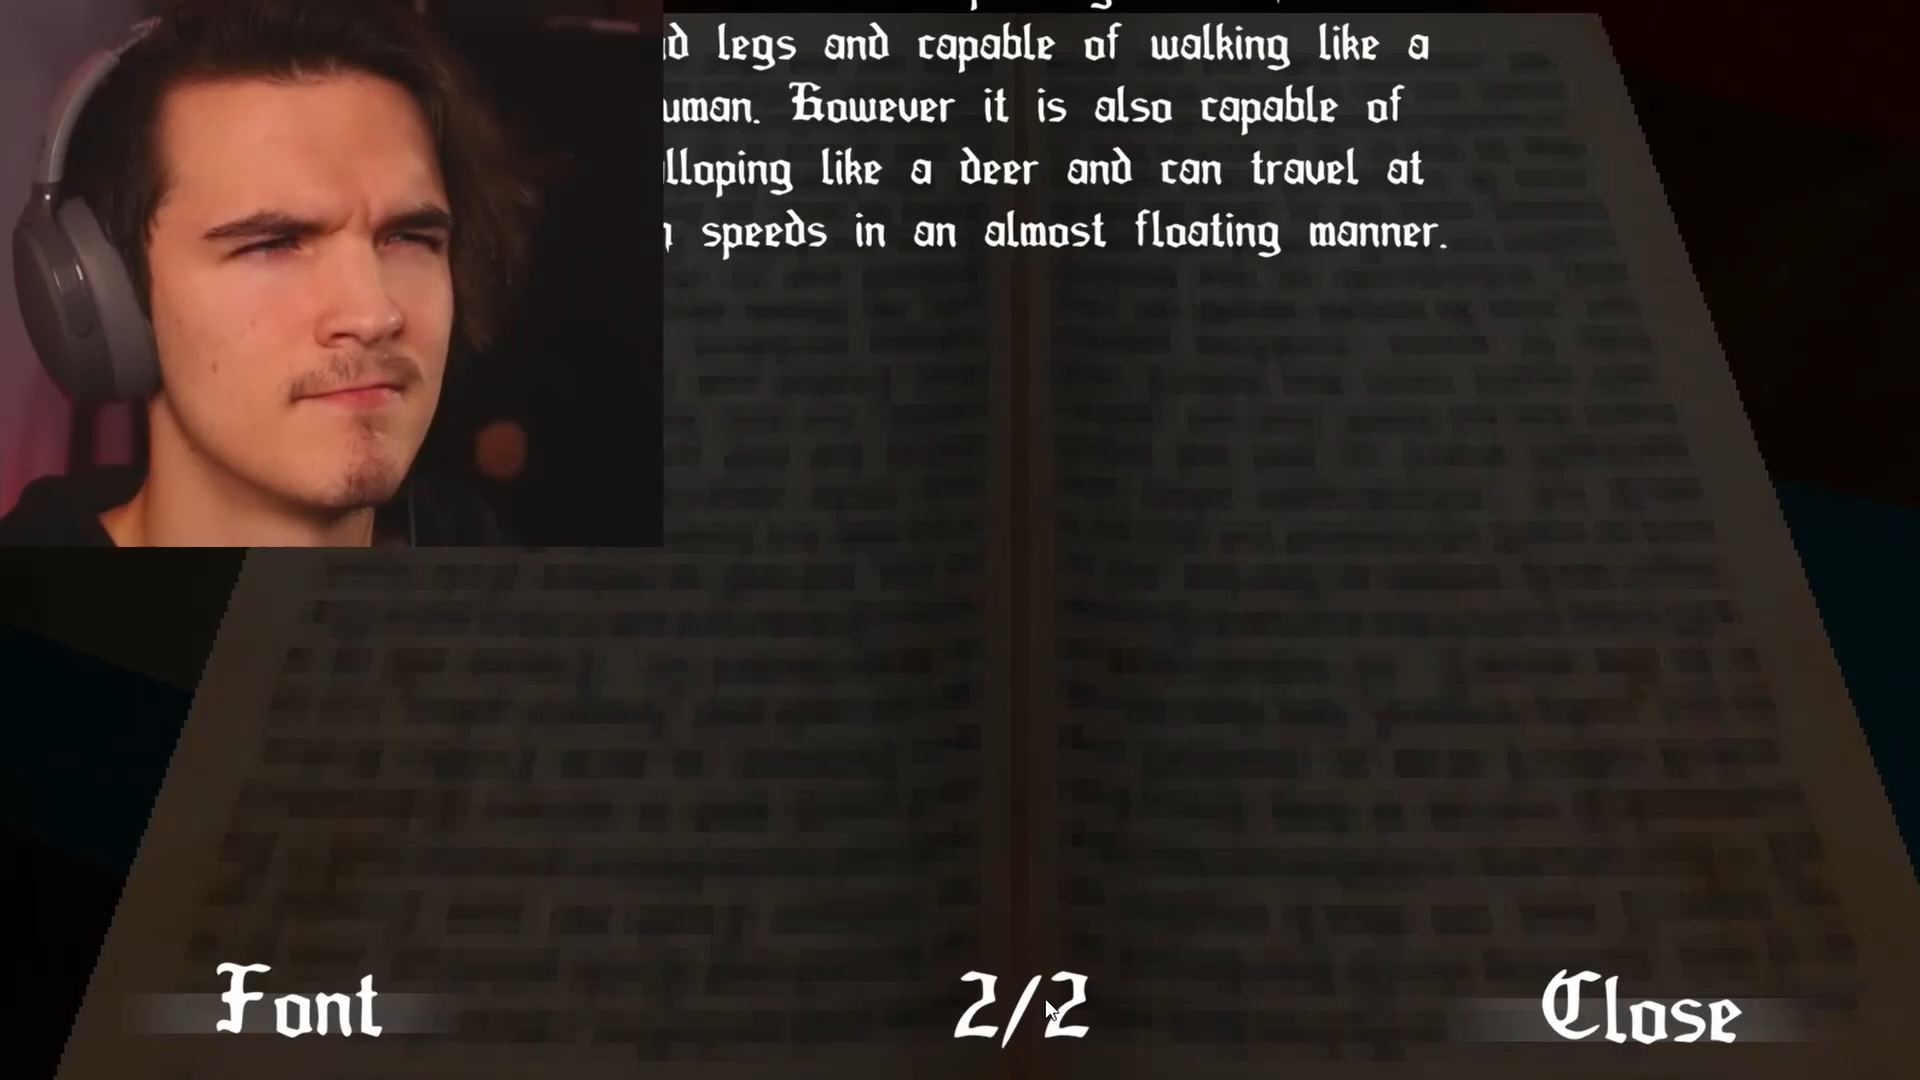 legs and capable of walking like a
However it is also capable of
like a deer and can travel at
speeds in an almost floating manner.
Font
2/2
Close